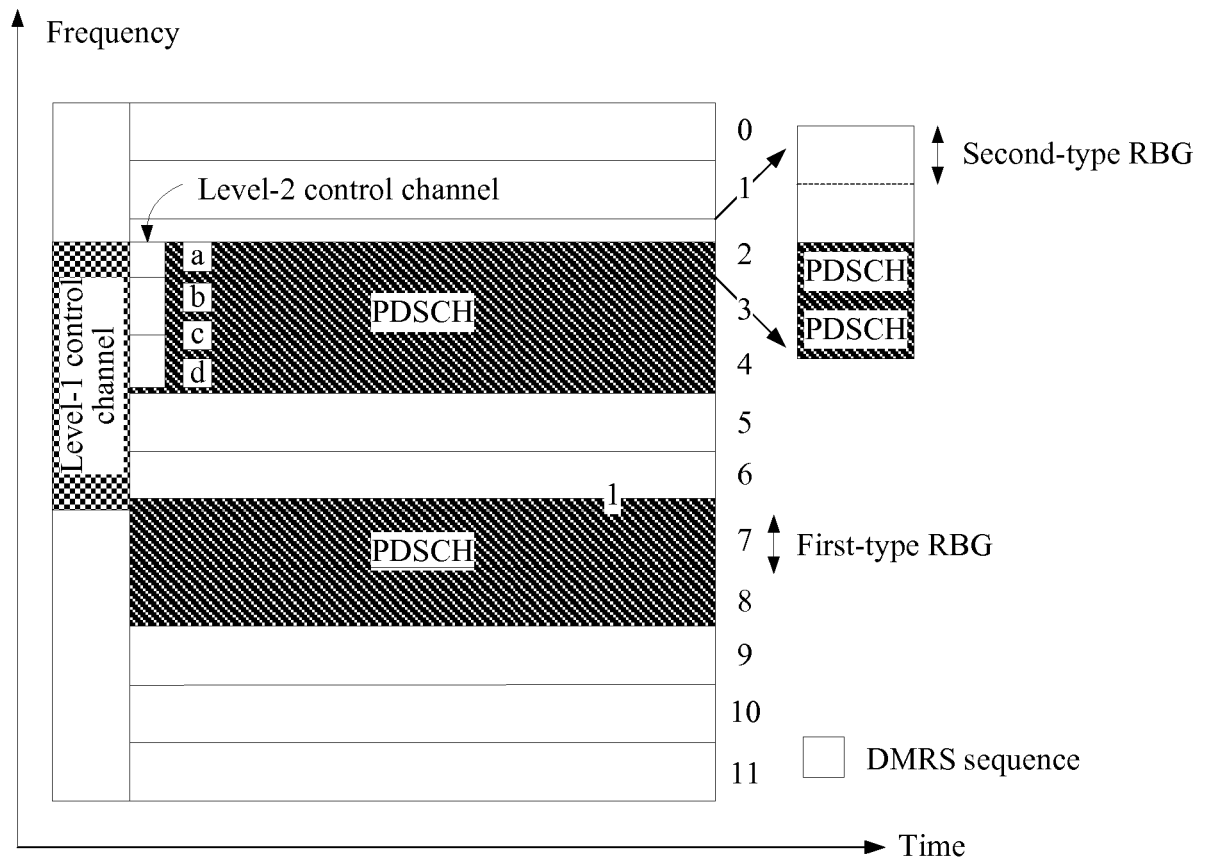 Frequency
0
Second-type RBG
1
Level-2 control channel
a
2
PDSCH
b
PDSCH
3
c
PDSCH
4
d
Level-1 control
channel
5
6
1
7
PDSCH
First-type RBG
8
9
10
11
DMRS sequence
Time